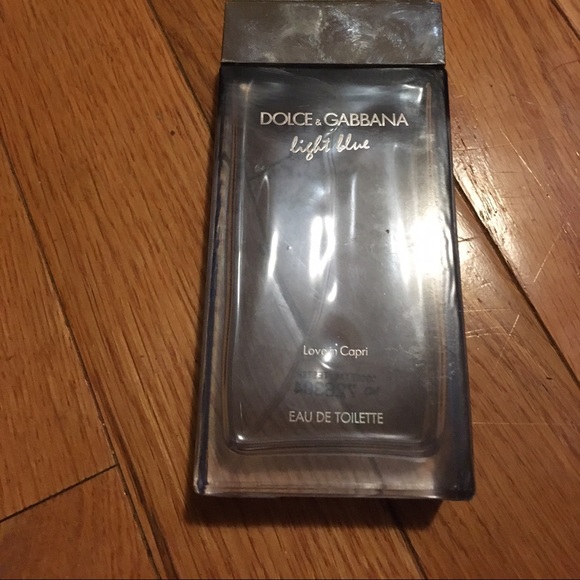 DOLCE & GABBANA
light blue
Love in Capri
EAU DE TOILETTE